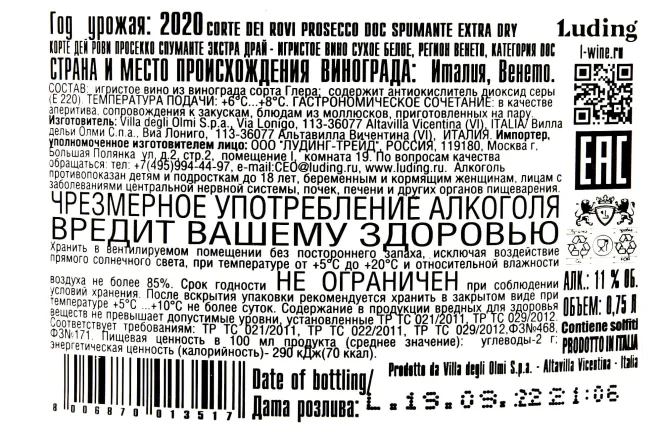 Год урожая: 2020 CORTE DEI ROVI PROSECCO DOC SPUMANTE EXTRA DRY
Luding
КОРТЕ ДЕЙ РОВИ ПРОСЕККО СПУМАНТЕ ЭКСТРА ДРАЙ - ИГРИСТОЕ ВИНО СУХОЕ БЕЛОЕ, РЕГИОН ВЕНЕТО, КАТЕГОРИЯ DOC
l-wine.ru
СТРАНА И МЕСТО ПРОИСХОЖДЕНИЯ ВИНОГРАДА: Италия, Венето.
СОСТАВ: игристое вино из винограда сорта Глера; содержит антиокислитель диоксид серы
(Е 220). ТЕМПЕРАТУРА ПОДАЧИ: +6°С...+8°С. ГАСТРОНОМИЧЕСКОЕ СОЧЕТАНИЕ: в качестве
аперитива, сопровождения к закускам, блюдам из моллюсков, приготовленных на пару.
Изготовитель: Villa degli Olmi S.p.a., Via Lonigo, 113-36077 Altavilla Vicentina (VI), ITALIA/ Вилла
дельи Олми С.п.а., Виа Лониго, 113-36077 Альтавилла Вичентина (VI), ИТАЛИЯ. Импортер,
уполномоченное изготовителем лицо: ООО "ЛУДИНГ-ТРЕЙД", РОССИЯ, 119180, Москва г.
Большая Полянка ул, д.2, стр.2, помещение I, комната 19. По вопросам качества
обращаться: тел: +7(495)994-44-97, e-mail:CEO@luding.ru, www.luding.ru. Алкоголь
противопоказан детям и подросткам до 18 лет, беременным и кормящим женщинам, лицам с
заболеваниями центральной нервной системы, почек, печени и других органов пищеварения.
EAC
ЧРЕЗМЕРНОЕ УПОТРЕБЛЕНИЕ АЛКОГОЛЯ
ВРЕДИТ ВАШЕМУ ЗДОРОВЬЮ
Хранить в вентилируемом помещении без постороннего запаха, исключая воздействие
прямого солнечного света, при температуре от +5°С до +20°С и относительной влажности
воздуха не более 85%. Срок годности НЕ ОГРАНИЧЕН при соблюдении
условий хранения. После вскрытия упаковки рекомендуется хранить в закрытом виде при
температуре +5°С ...+10°С не более суток. Содержание в продукции вредных для здоровья
веществ не превышает допустимые уровни, установленные ТР ТС 021/2011, ТР ТС 029/2012.
Соответствует требованиям: ТР ТС 021/2011, ТР ТС 022/2011, ТР ТС 029/2012,ФЗ№468,
ФЗ№171. Пищевая ценность в 100 мл продукта (среднее значение): углеводы-2 г;
энергетическая ценность (калорийность)- 290 кДж(70 ккал).
АЛК.: 11 % ОБ.
ОБЪЕМ: 0,75 Л
Contiene solfiti
PRODOTTO IN ITALIA
Prodotto da Villa degli Olmi S.p.a. - Altavilla Vicentina - Italia
8 006870 013517
Date of bottling/
Дата розлива: L.19.09.22 21:06